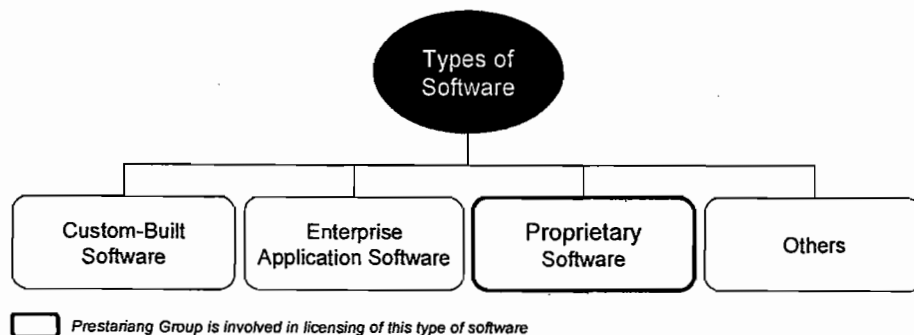 Types of
Software
Custom-Built
Software
Enterprise
Application Software
Proprietary
Software
Others
Prestariang Group is involved in licensing of this type of software